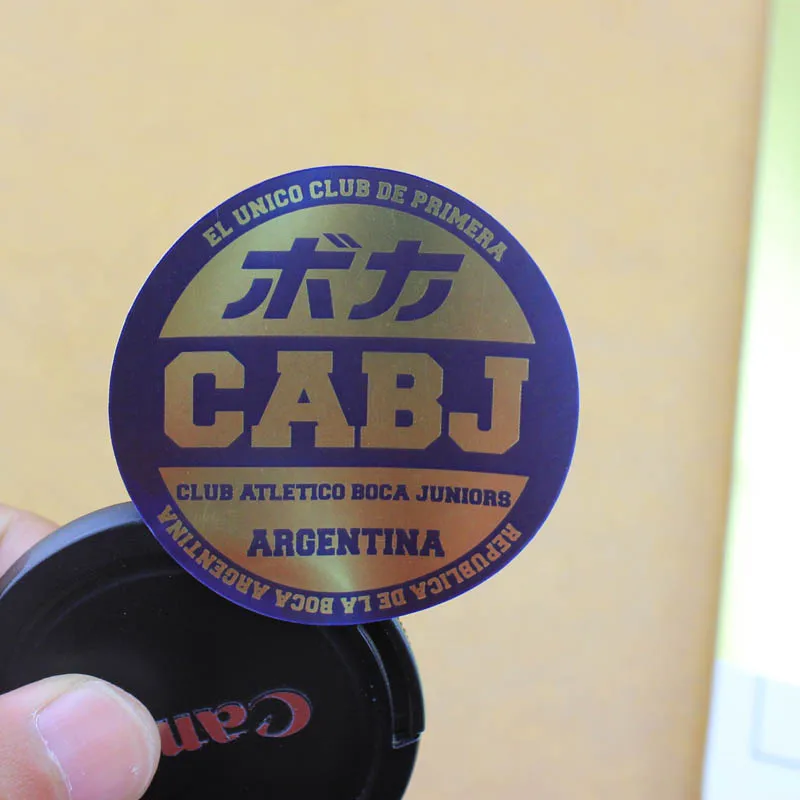 EL UNICO CLUB DE PRIMERA
ボカ
CABJ
CLUB ATLETICO BOCA JUNIORS
ARGENTINA
REPUBLICA DE LA BOCA ARGENTINA
Can